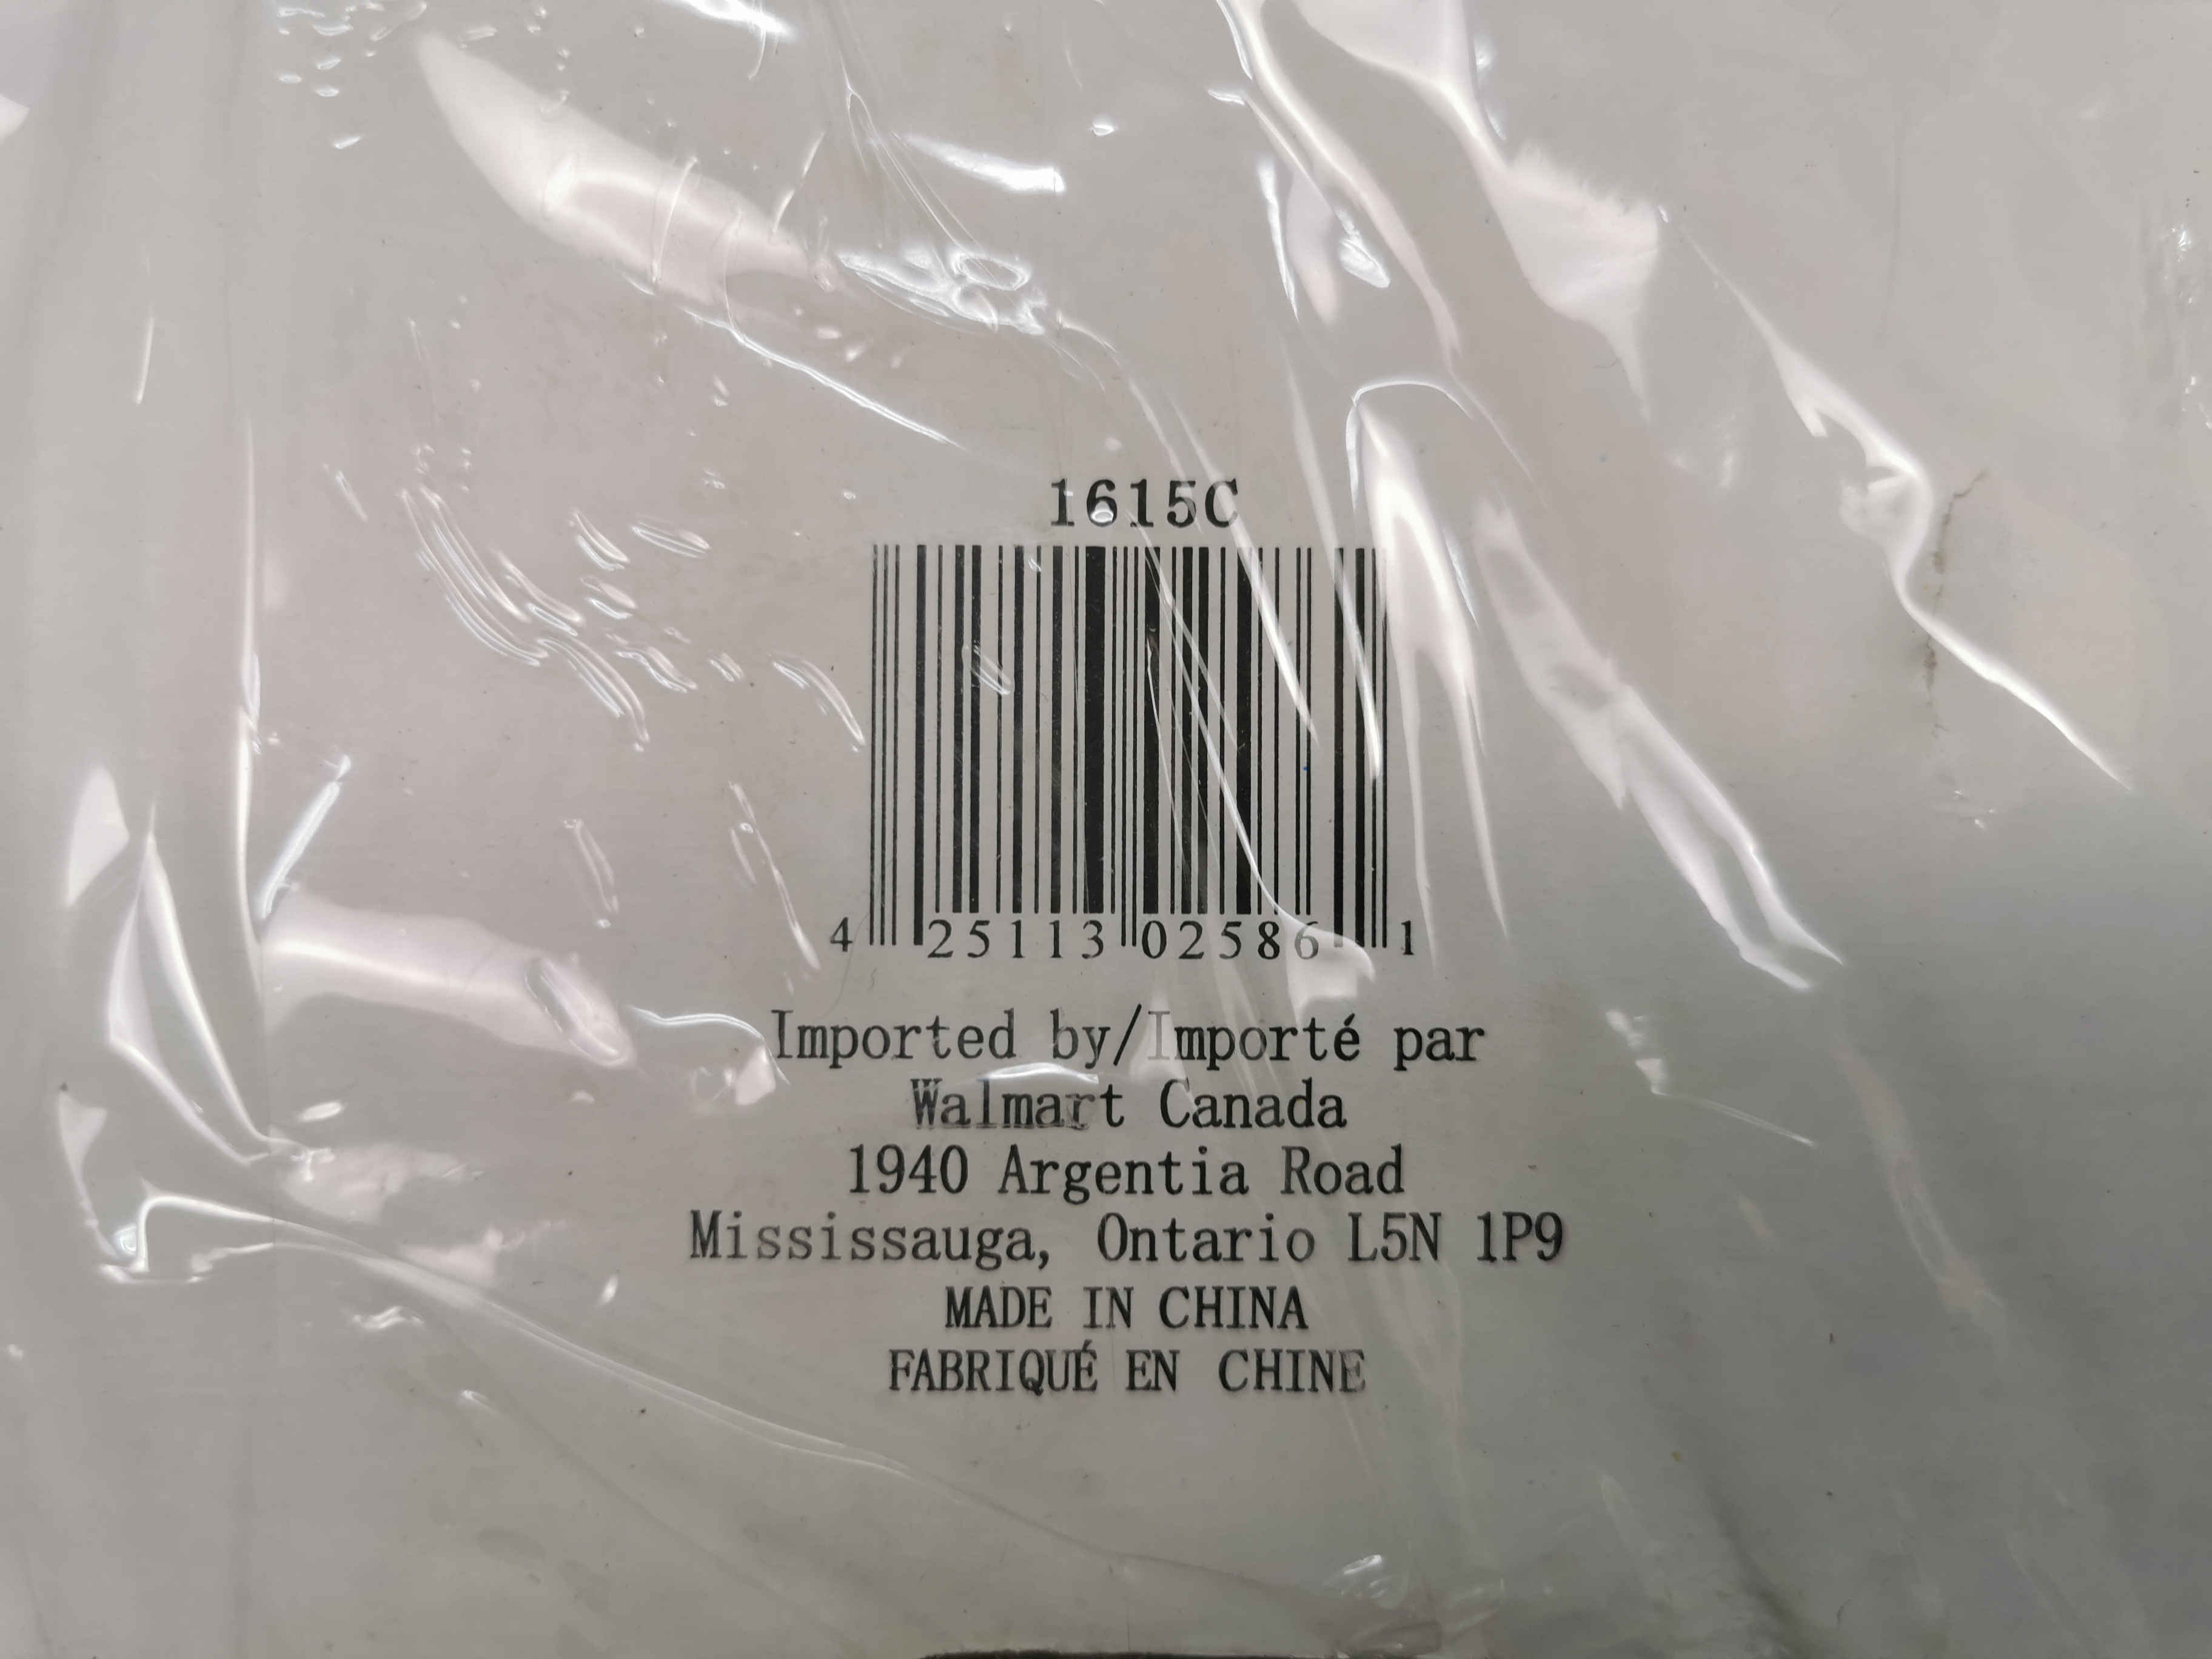 1615C
4 25113 02586 1
Imported by/Importé par
Walmart Canada
1940 Argentia Road
Mississauga, Ontario L5N 1P9
MADE IN CHINA
FABRIQUÉ EN CHINE